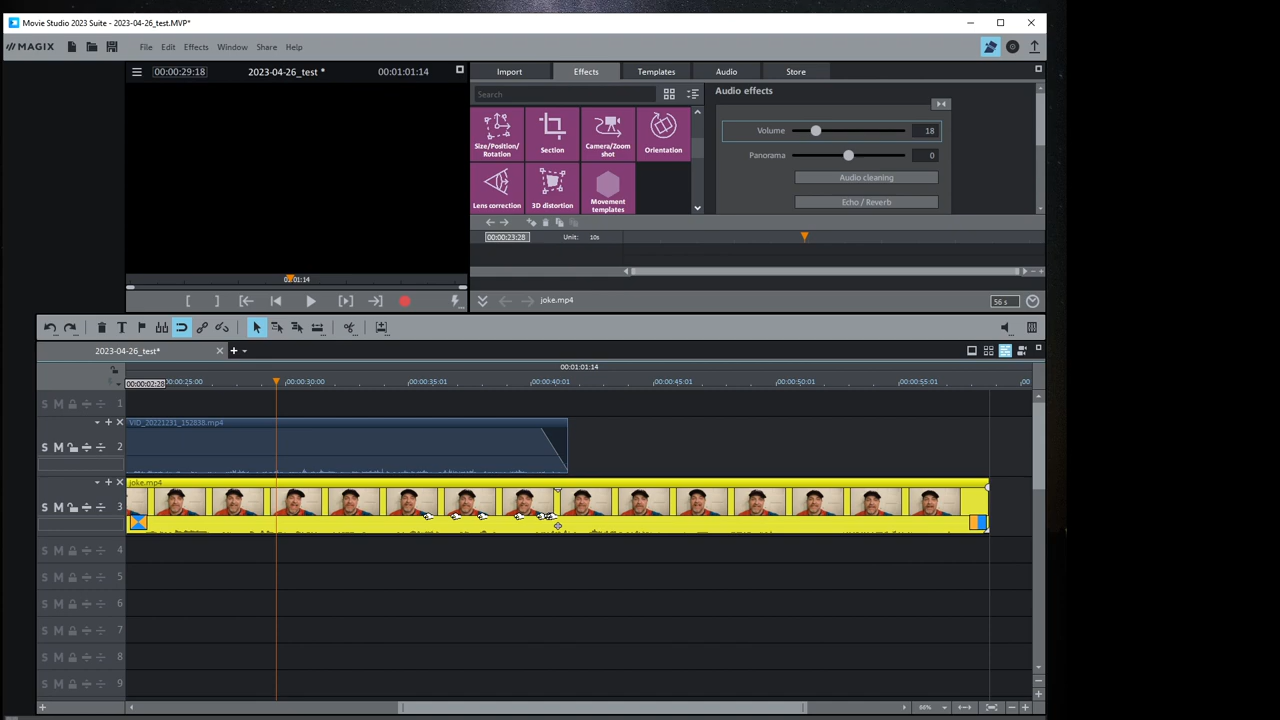 Movie Studio 2023 Suite - 2023-04-26_test.MVP*
MAGIX
File Edit Effects Window Share Help
00:00:29:18 2023-04-26_test * 00:01:01:14
Import Effects Templates Audio Store
Search
Audio effects
Size/Position/
Rotation
Section
Camera/Zoom
shot
Orientation
Lens correction
3D distortion
Movement
templates
Volume 18
Panorama 0
Audio cleaning
Echo / Reverb
00:00:23:28 Unit: 10s
01:01:14
joke.mp4 56 s
2023-04-26_test*
00:01:01:14
00:00:02:28 00:00:25:00 00:00:30:00 00:00:35:01 00:00:40:01 00:00:45:01 00:00:50:01 00:00:55:01 00
1
VID_20221231_152838.mp4
S M 2
joke.mp4
S M 3
S M 4
S M 5
S M 6
S M 7
S M 8
S M 9
86%